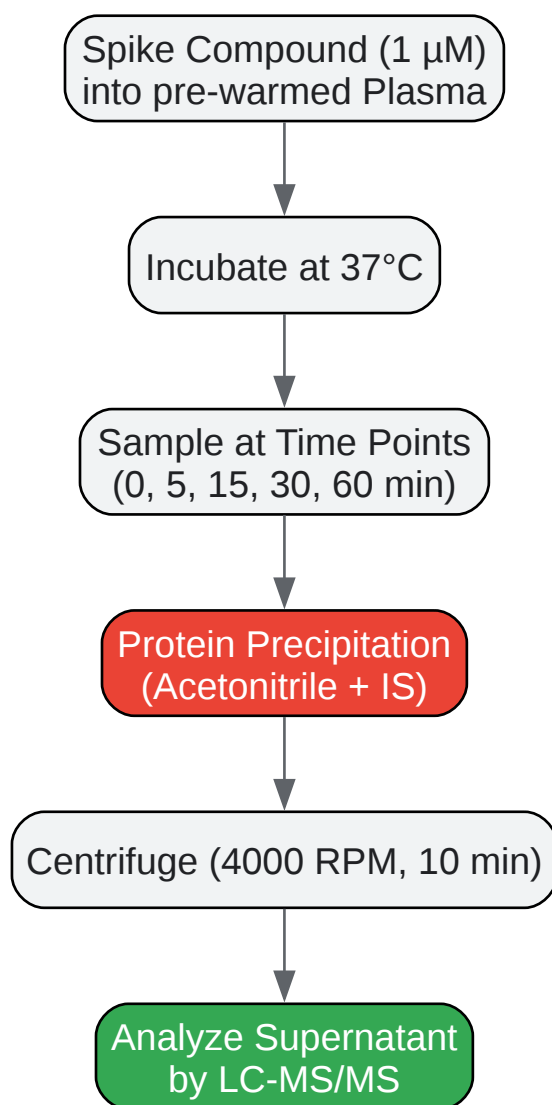 Spike Compound (1 µM)
into pre-warmed Plasma
Incubate at 37°C
Sample at Time Points
(0, 5, 15, 30, 60 min)
Protein Precipitation
(Acetonitrile + IS)
Centrifuge (4000 RPM, 10 min)
Analyze Supernatant
by LC-MS/MS